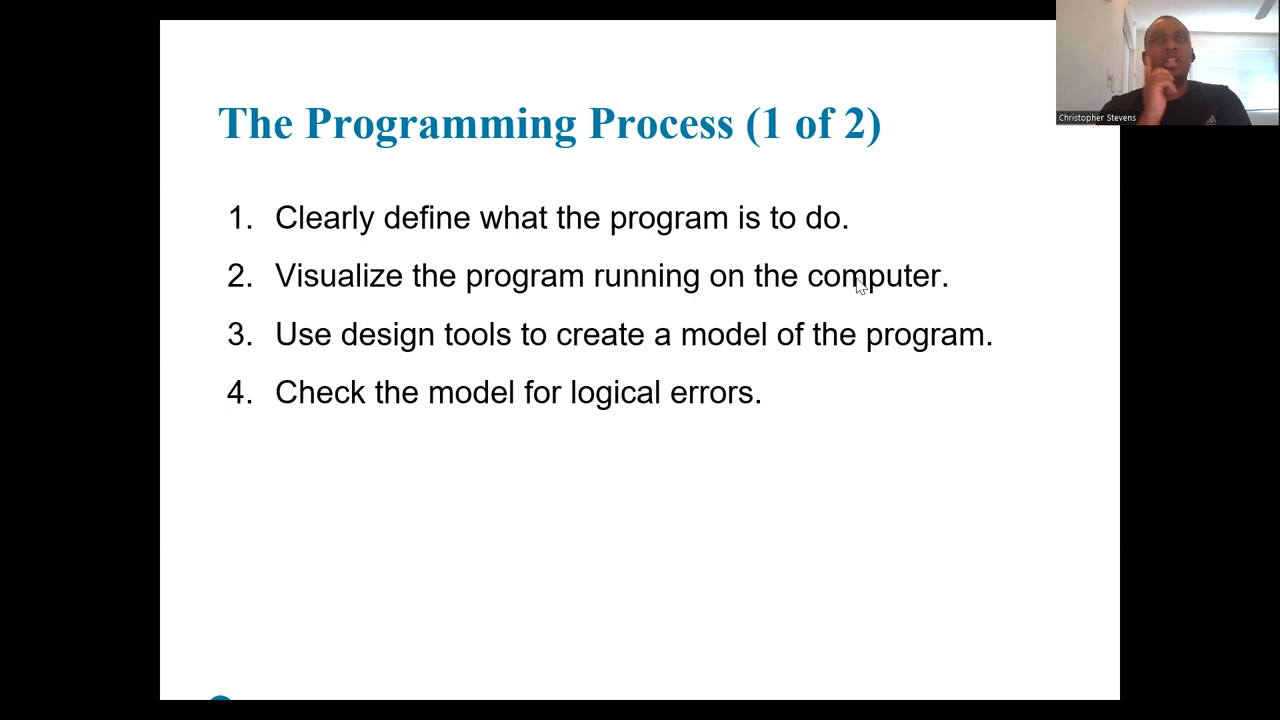 The Programming Process (1 of 2)
1. Clearly define what the program is to do.
2. Visualize the program running on the computer.
3. Use design tools to create a model of the program.
4. Check the model for logical errors.
Christopher Stevens